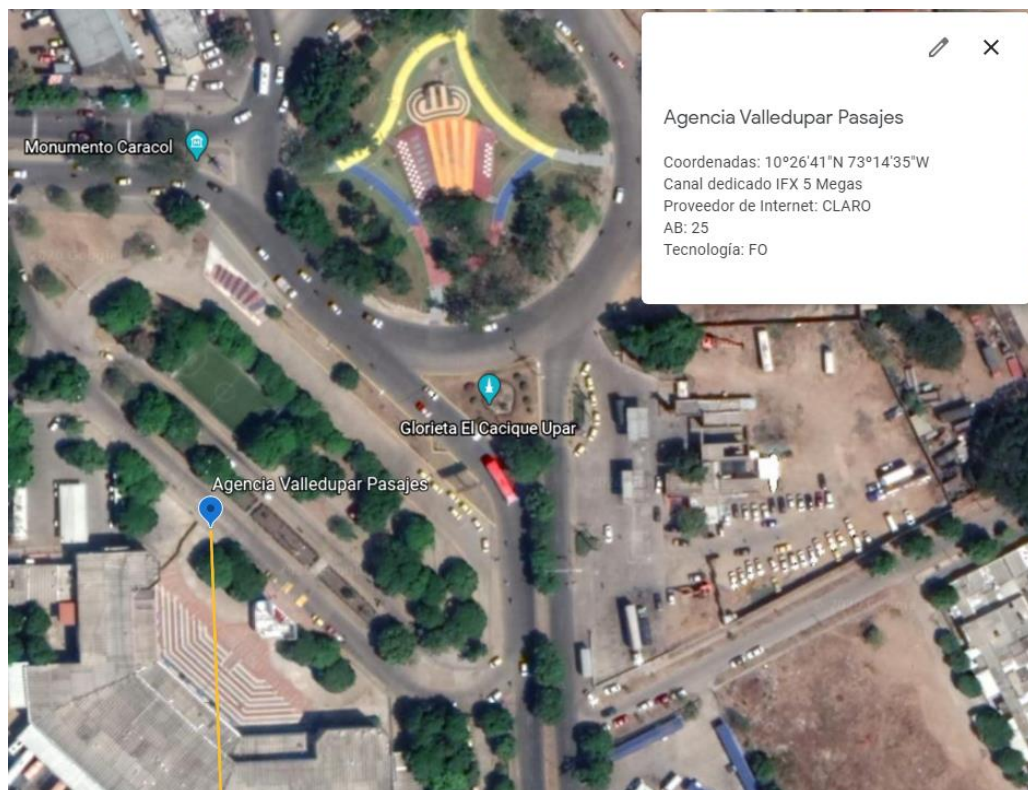 Agencia Valledupar Pasajes
Coordenadas: 10°26'41"N 73°14'35"W
Canal dedicado IFX 5 Megas
Proveedor de Internet: CLARO
AB: 25
Tecnología: FO
Monumento Caracol
Glorieta El Cacique Upar
Agencia Valledupar Pasajes